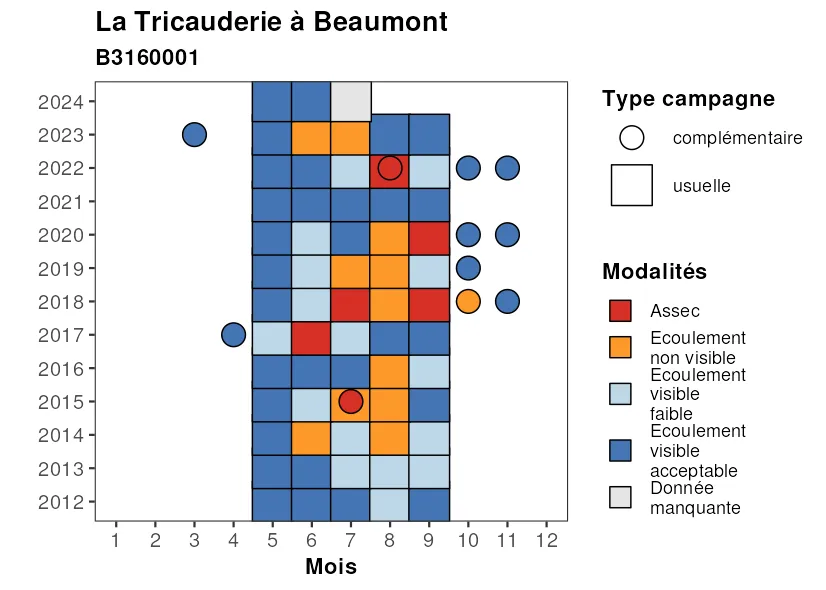 La Tricauderie à Beaumont
B3160001
2024
2023
2022
2021
2020
2019
2018
2017
2016
2015
2014
2013
2012
1 2 3 4 5 6 7 8 9 10 11 12
Mois
Type campagne
complémentaire
usuelle
Modalités
Assec
Ecoulement
non visible
Ecoulement
visible
faible
Ecoulement
visible
acceptable
Donnée
manquante